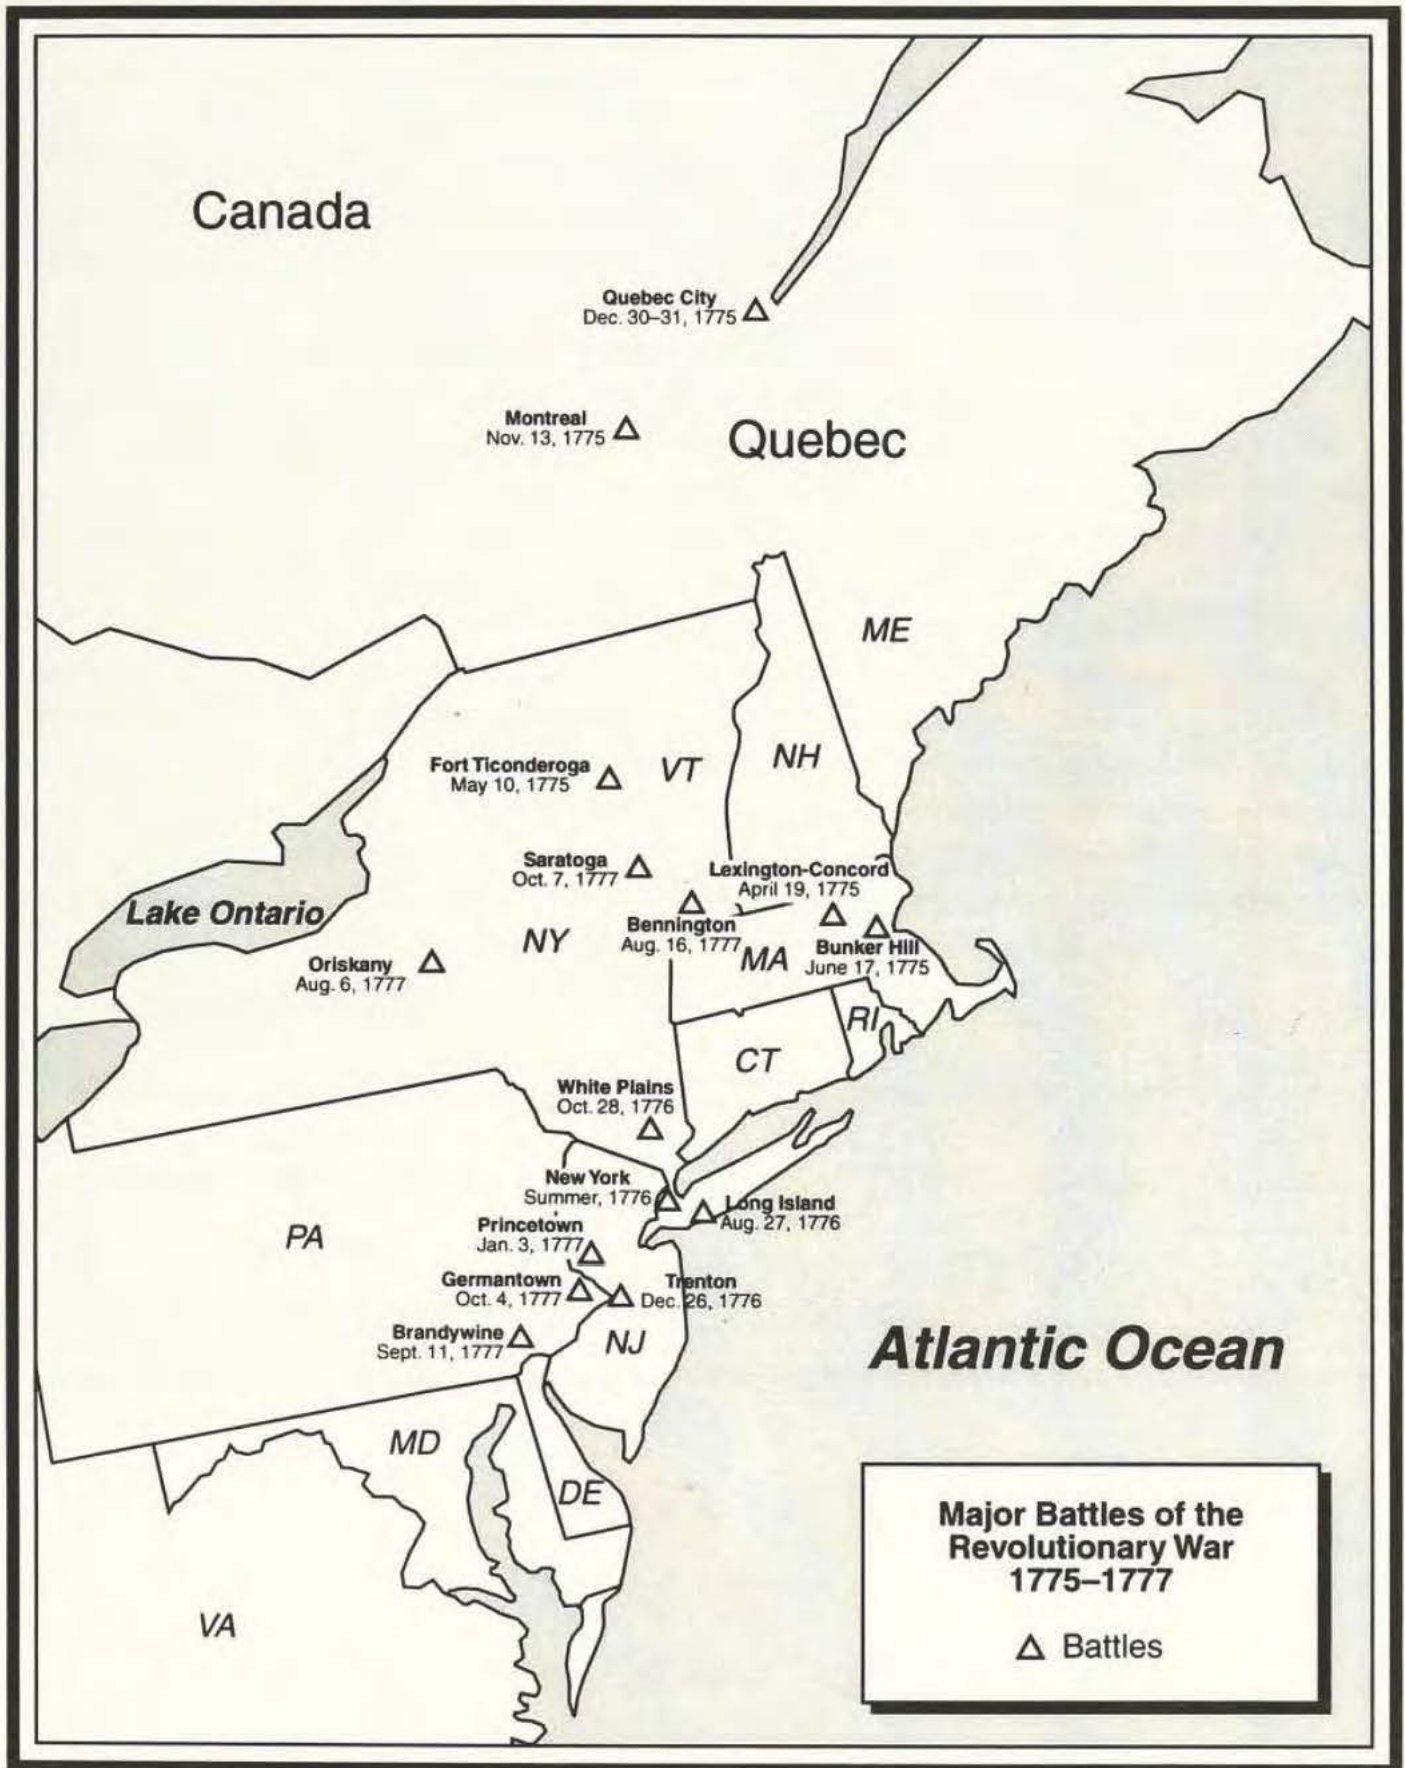 Canada
Quebec City
Dec. 30–31, 1775
Montreal
Nov. 13, 1775
Quebec
ME
Fort Ticonderoga
May 10, 1775
VT
NH
Saratoga
Oct. 7, 1777
Lexington-Concord
April 19, 1775
Lake Ontario
Bennington
Aug. 16, 1777
NY
MA
Bunker Hill
June 17, 1775
Oriskany
Aug. 6, 1777
RI
CT
White Plains
Oct. 28, 1776
New York
Summer, 1776
Long Island
Aug. 27, 1776
PA
Princetown
Jan. 3, 1777
Germantown
Oct. 4, 1777
Trenton
Dec. 26, 1776
Brandywine
Sept. 11, 1777
NJ
Atlantic Ocean
MD
DE
VA
Major Battles of the
Revolutionary War
1775–1777
Battles